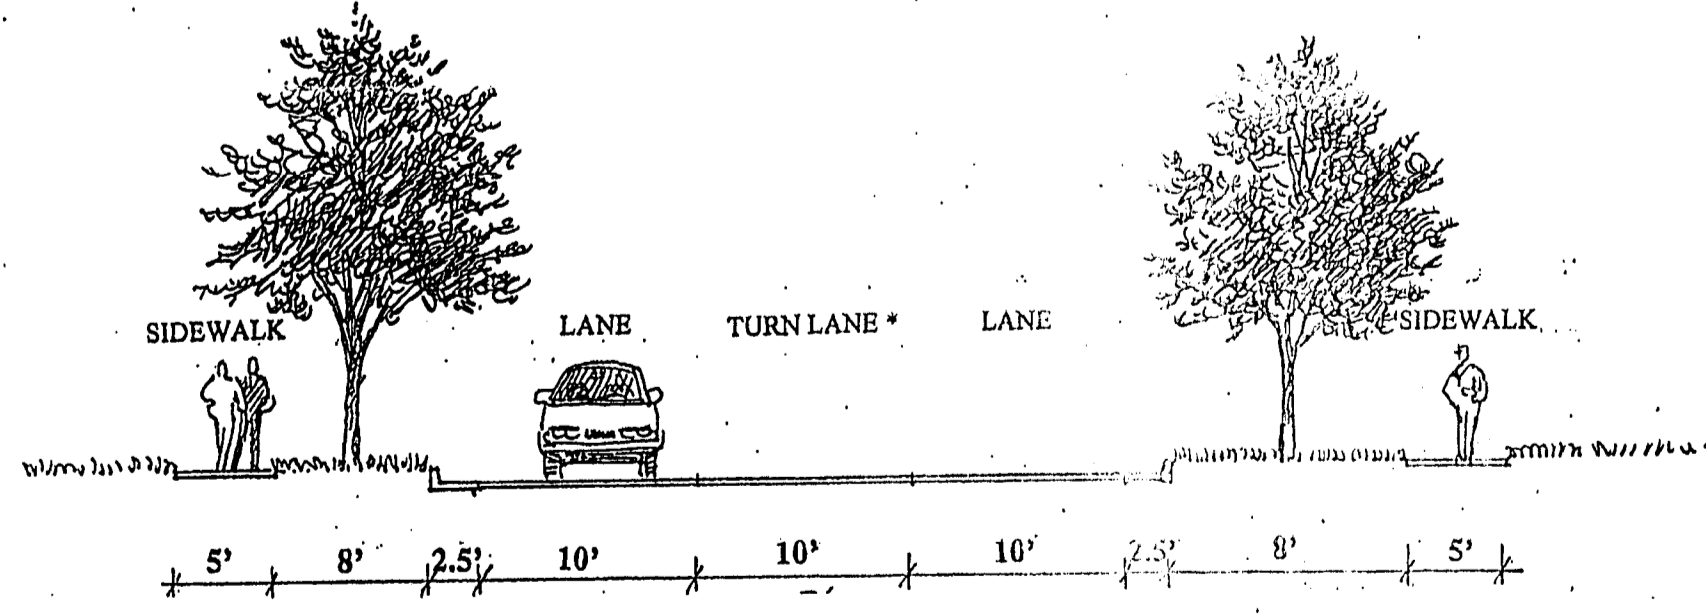 SIDEWALK LANE TURN LANE * LANE SIDEWALK
5' 8' 2.5' 10' 10' 10' 2.5' 8' 5'